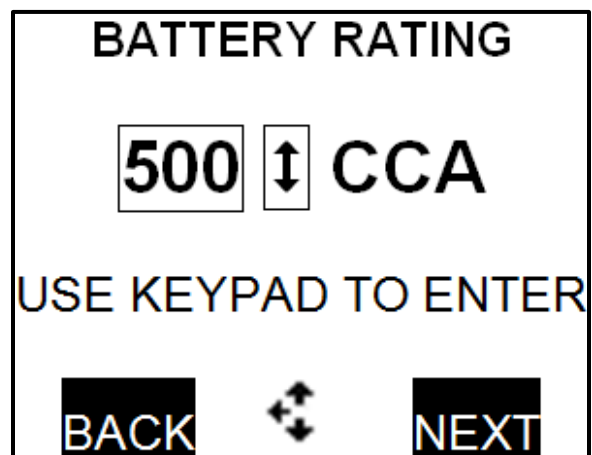 BATTERY RATING
500 ↕ CCA
USE KEYPAD TO ENTER
BACK NEXT